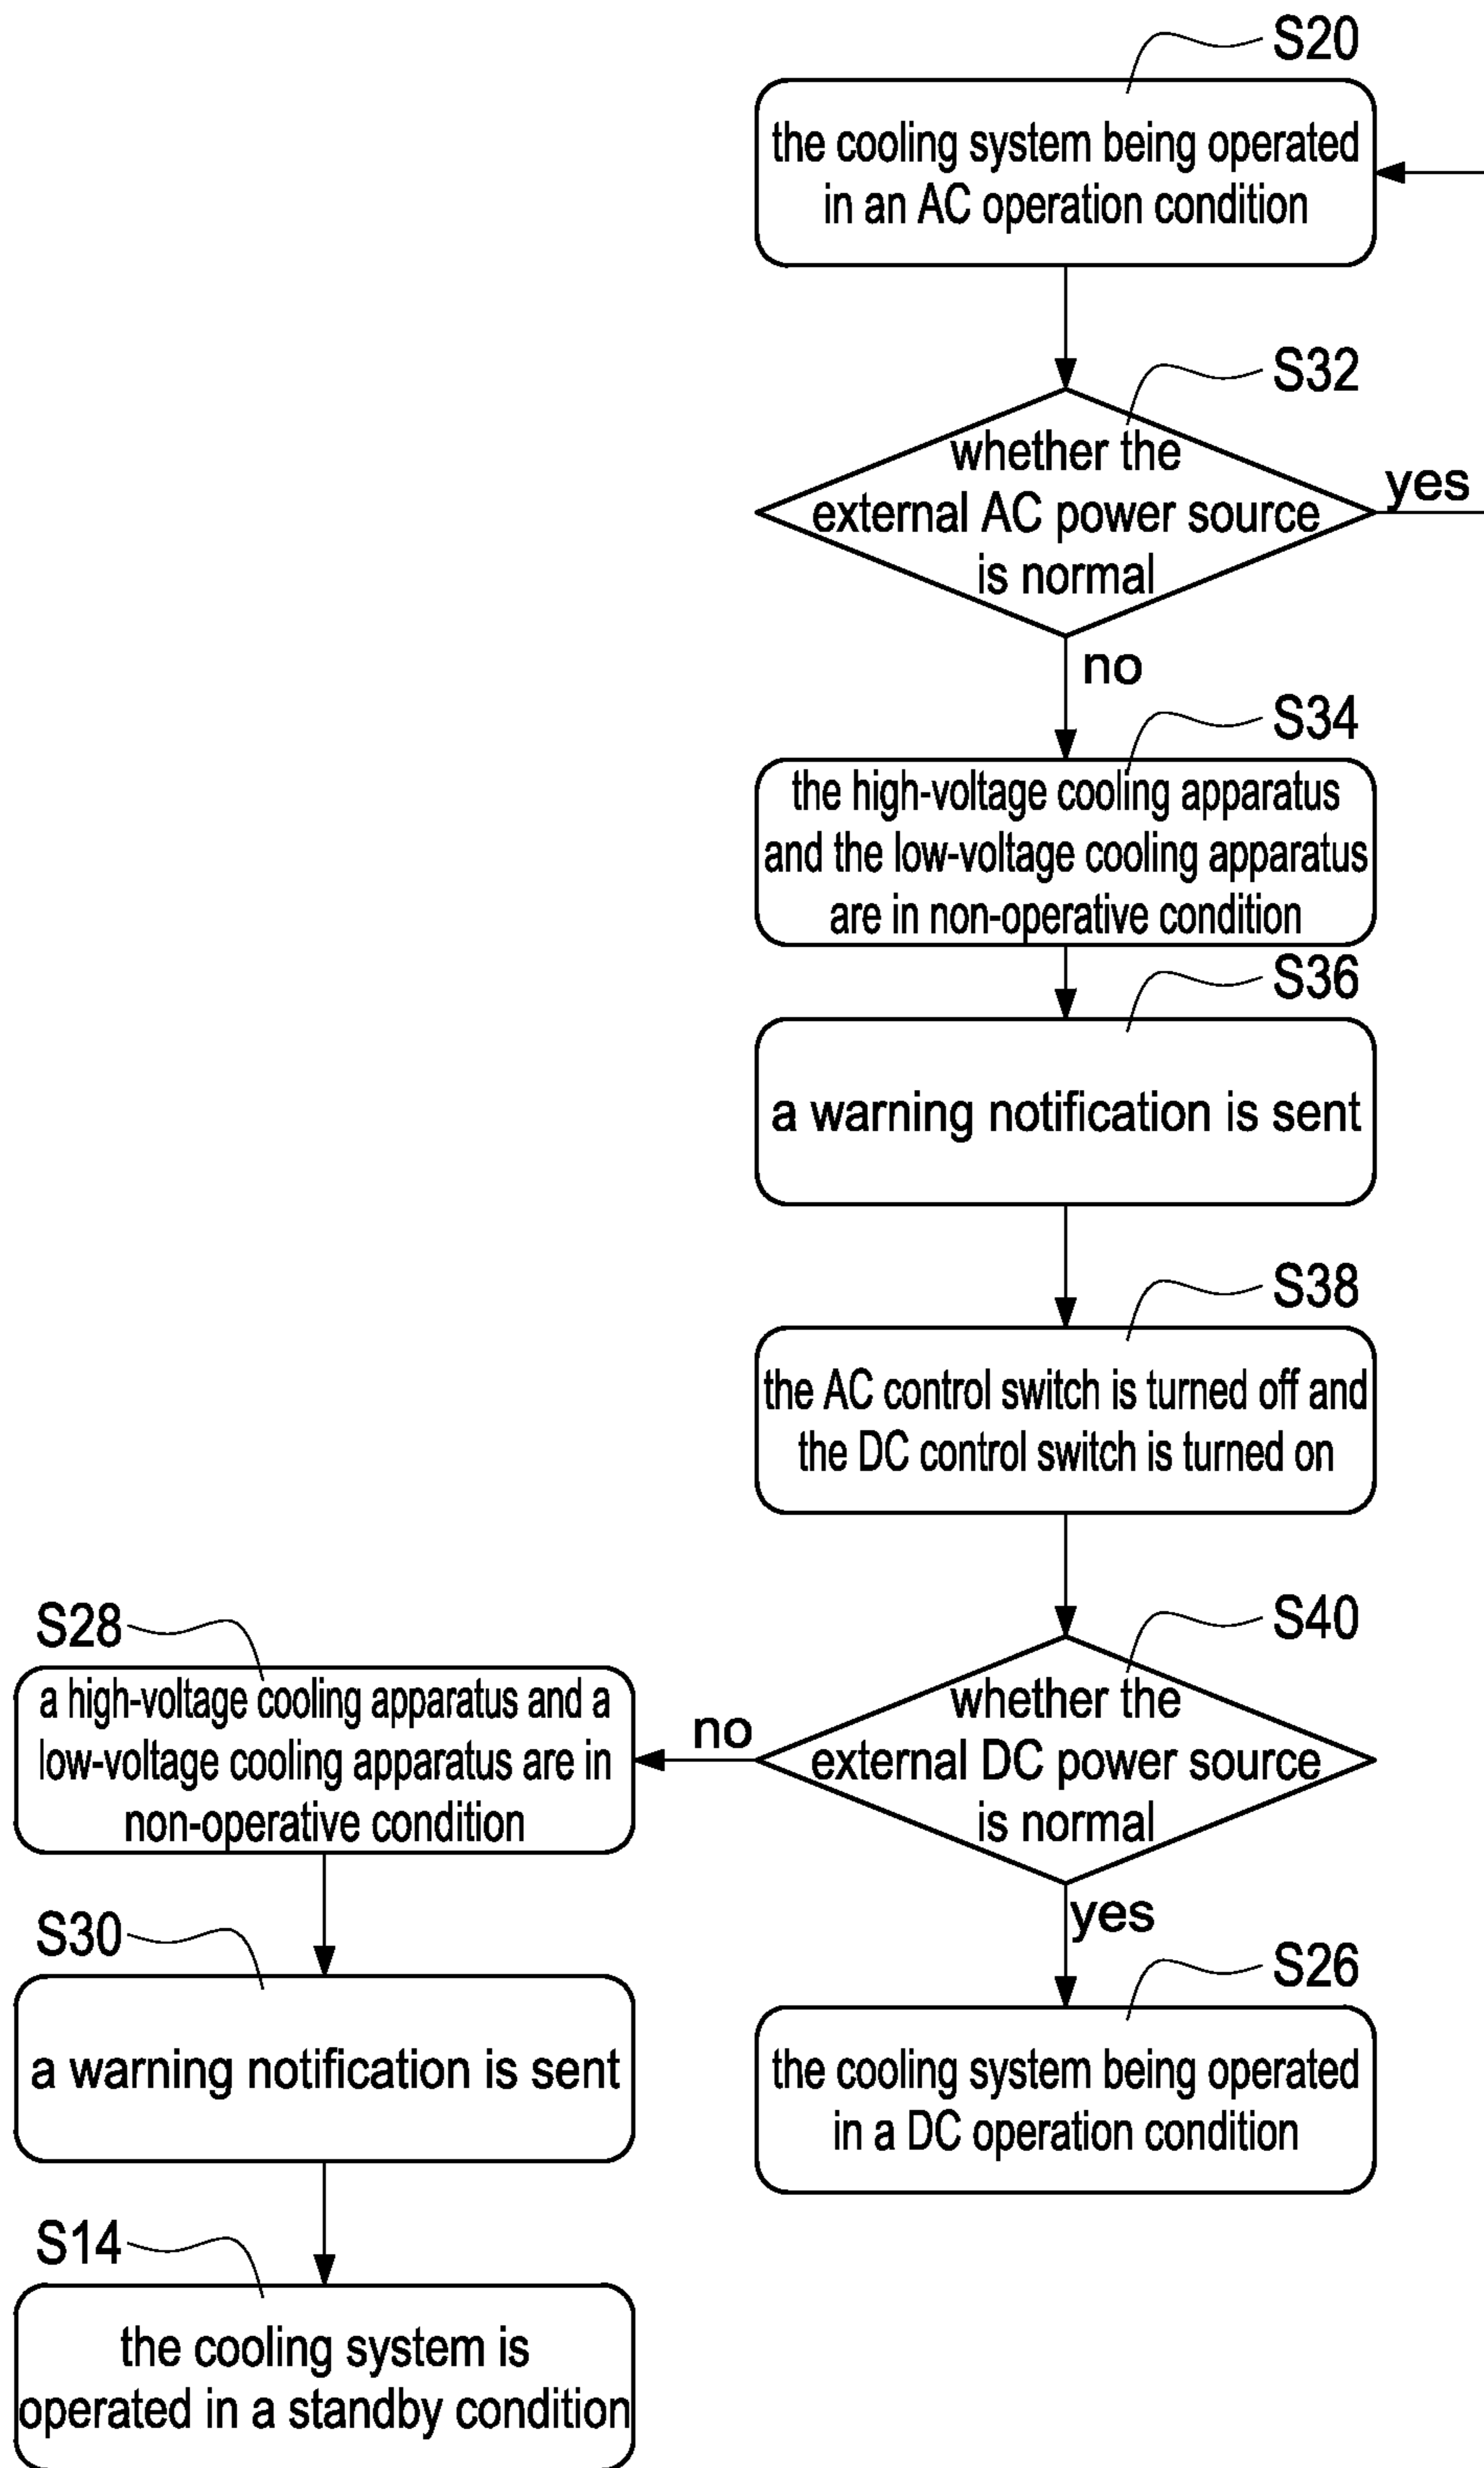 S20
the cooling system being operated
in an AC operation condition
S32
whether the
external AC power source
is normal
yes
no
S34
the high-voltage cooling apparatus
and the low-voltage cooling apparatus
are in non-operative condition
S36
a warning notification is sent
S38
the AC control switch is turned off and
the DC control switch is turned on
S40
whether the
external DC power source
is normal
no
yes
S28
a high-voltage cooling apparatus and a
low-voltage cooling apparatus are in
non-operative condition
S30
a warning notification is sent
S26
the cooling system being operated
in a DC operation condition
S14
the cooling system is
operated in a standby condition